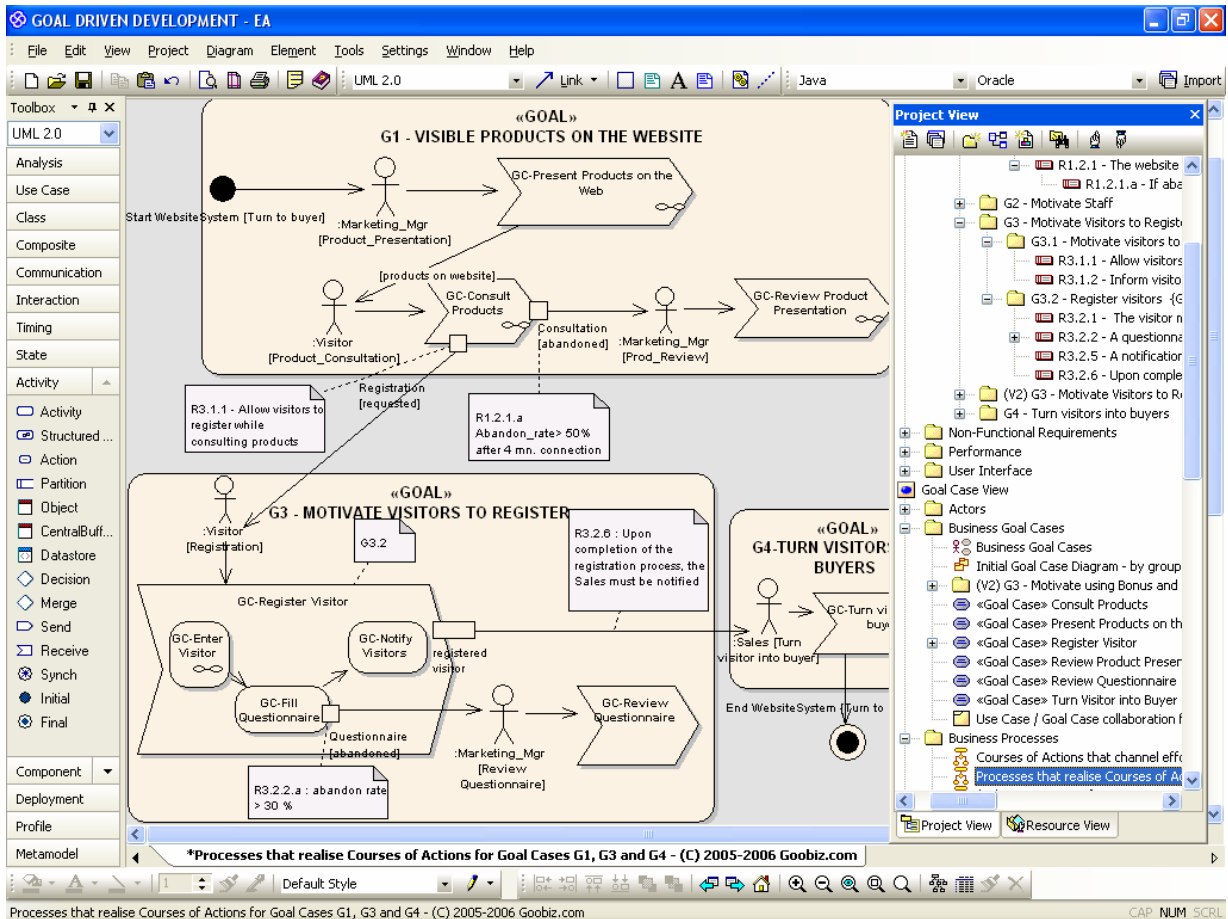 GOAL DRIVEN DEVELOPMENT - EA
File Edit View Project Diagram Element Tools Settings Window Help
UML 2.0 Link A Java Oracle Import
Toolbox
UML 2.0
Analysis
Use Case
Class
Composite
Communication
Interaction
Timing
State
Activity
Activity
Structured ...
Action
Partition
Object
CentralBuff...
Datastore
Decision
Merge
Send
Receive
Synch
Initial
Final
Component
Deployment
Profile
Metamodel
«GOAL»
G1 - VISIBLE PRODUCTS ON THE WEBSITE
Start WebsiteSystem [Turn to buyer]
:Marketing_Mgr
[Product_Presentation]
GC-Present Products on the
Web
[products on website]
:Visitor
[Product_Consultation]
GC-Consult
Products
Consultation
[abandoned]
:Marketing_Mgr
[Prod_Review]
GC-Review Product
Presentation
Registration
[requested]
R3.1.1 - Allow visitors to
register while
consulting products
R1.2.1.a
Abandon_rate> 50%
after 4 mn. connection
«GOAL»
G3 - MOTIVATE VISITORS TO REGISTER
:Visitor
[Registration]
G3.2
R3.2.6 : Upon
completion of the
registration process, the
Sales must be notified
GC-Register Visitor
GC-Enter
Visitor
GC-Notify
Visitors
GC-Fill
Questionnaire
registered
visitor
Questionnaire
[abandoned]
:Marketing_Mgr
[Review
Questionnaire]
GC-Review
Questionnaire
R3.2.2.a : abandon rate
> 30 %
«GOAL»
G4-TURN VISITOR
BUYERS
:Sales [Turn
visitor into buyer]
GC-Turn vi
buye
End WebsiteSystem [Turn to
Project View
R1.2.1 - The website
R1.2.1.a - If aba
G2 - Motivate Staff
G3 - Motivate Visitors to Registe
G3.1 - Motivate visitors to
R3.1.1 - Allow visitors
R3.1.2 - Inform visito
G3.2 - Register visitors {G
R3.2.1 - The visitor n
R3.2.2 - A questionna
R3.2.5 - A notification
R3.2.6 - Upon comple
(V2) G3 - Motivate Visitors to Re
G4 - Turn visitors into buyers
Non-Functional Requirements
Performance
User Interface
Goal Case View
Actors
Business Goal Cases
Business Goal Cases
Initial Goal Case Diagram - by group
(V2) G3 - Motivate using Bonus and
«Goal Case» Consult Products
«Goal Case» Present Products on th
«Goal Case» Register Visitor
«Goal Case» Review Product Presen
«Goal Case» Review Questionnaire
«Goal Case» Turn Visitor into Buyer
Use Case / Goal Case collaboration f
Business Processes
Courses of Actions that channel effo
Processes that realise Courses of Ac
Project View Resource View
*Processes that realise Courses of Actions for Goal Cases G1, G3 and G4 - (C) 2005-2006 Goobiz.com
A 1 Default Style
Processes that realise Courses of Actions for Goal Cases G1, G3 and G4 - (C) 2005-2006 Goobiz.com CAP NUM SCRL